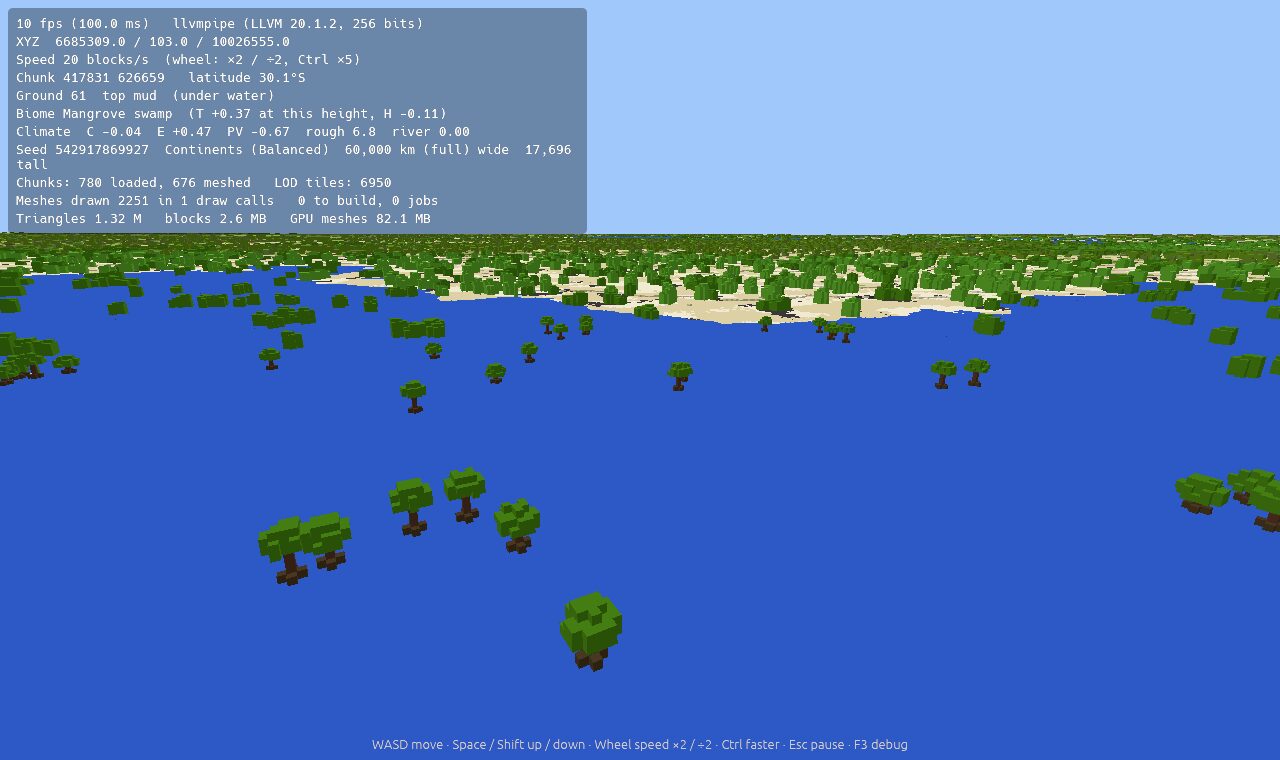 10 fps (100.0 ms)   llvmpipe (LLVM 20.1.2, 256 bits)
XYZ  6685309.0 / 103.0 / 10026555.0
Speed 20 blocks/s  (wheel: ×2 / ÷2, Ctrl ×5)
Chunk 417831 626659   latitude 30.1°S
Ground 61  top mud  (under water)
Biome Mangrove swamp  (T +0.37 at this height, H −0.11)
Climate  C −0.04  E +0.47  PV −0.67  rough 6.8  river 0.00
Seed 542917869927  Continents (Balanced)  60,000 km (full) wide  17,696
tall
Chunks: 780 loaded, 676 meshed   LOD tiles: 6950
Meshes drawn 2251 in 1 draw calls   0 to build, 0 jobs
Triangles 1.32 M   blocks 2.6 MB   GPU meshes 82.1 MB
WASD move · Space / Shift up / down · Wheel speed ×2 / ÷2 · Ctrl faster · Esc pause · F3 debug